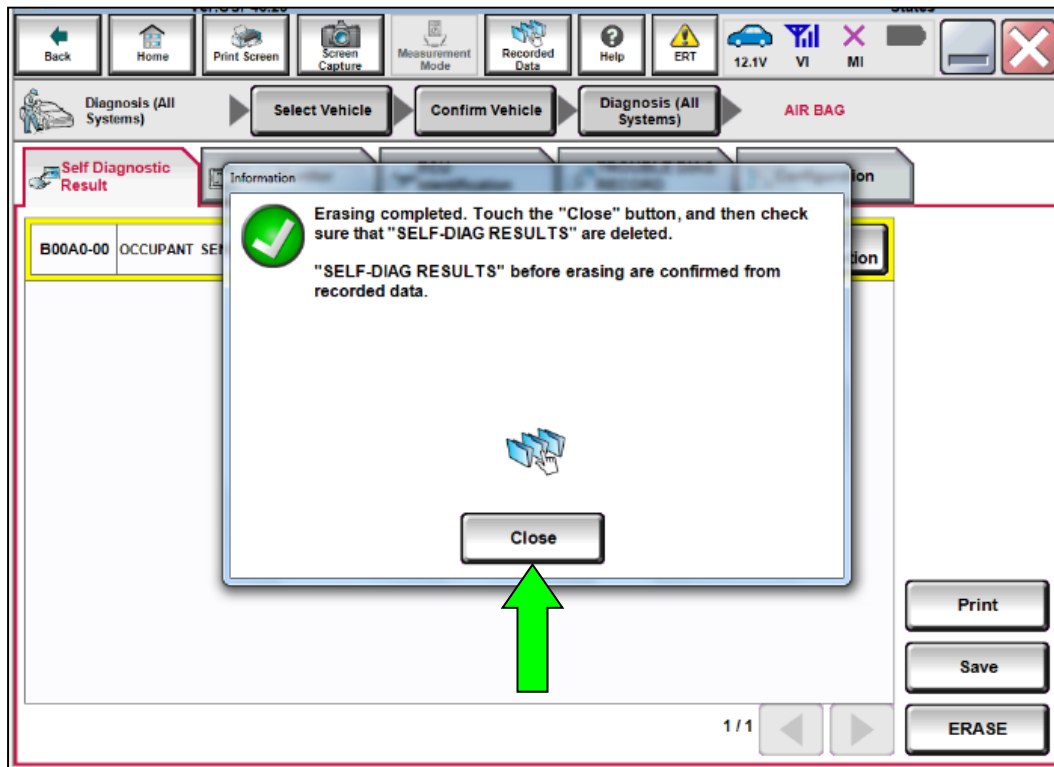 Back
Home
Print Screen
Screen
Capture
Measurement
Mode
Recorded
Data
Help
ERT
12.1V
VI
MI
Diagnosis (All
Systems)
Select Vehicle
Confirm Vehicle
Diagnosis (All
Systems)
AIR BAG
Self Diagnostic
Result
Information
Erasing completed. Touch the "Close" button, and then check
sure that "SELF-DIAG RESULTS" are deleted.
"SELF-DIAG RESULTS" before erasing are confirmed from
recorded data.
B00A0-00
OCCUPANT SE
Close
Print
Save
1 / 1
ERASE